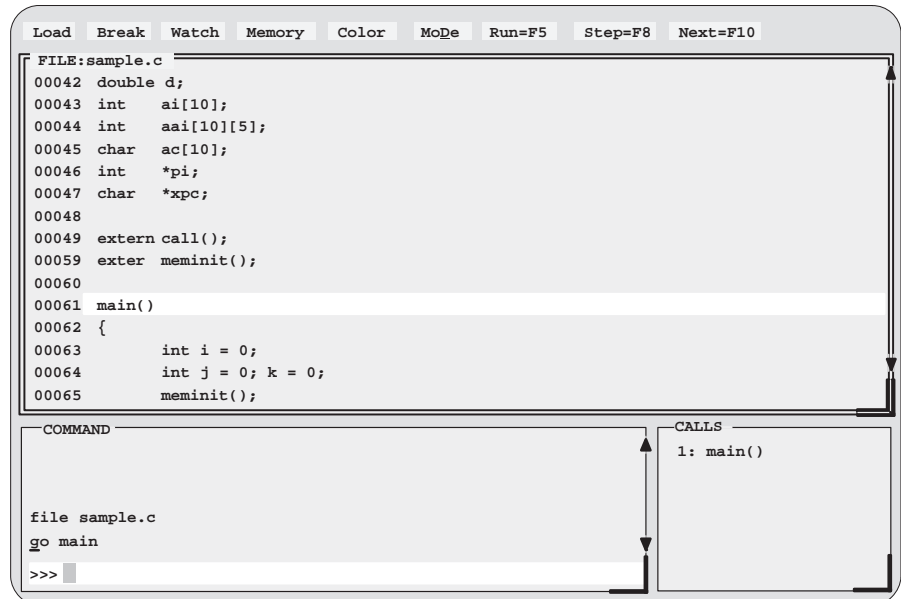 Load Break Watch Memory Color MoDe Run=F5 Step=F8 Next=F10
FILE:sample.c
00042 double d;
00043 int ai[10];
00044 int aai[10][5];
00045 char ac[10];
00046 int *pi;
00047 char *xpc;
00048
00049 extern call();
00059 exter meminit();
00060
00061 main()
00062 {
00063 int i = 0;
00064 int j = 0; k = 0;
00065 meminit();
COMMAND
file sample.c
go main
>>>
CALLS
1: main()